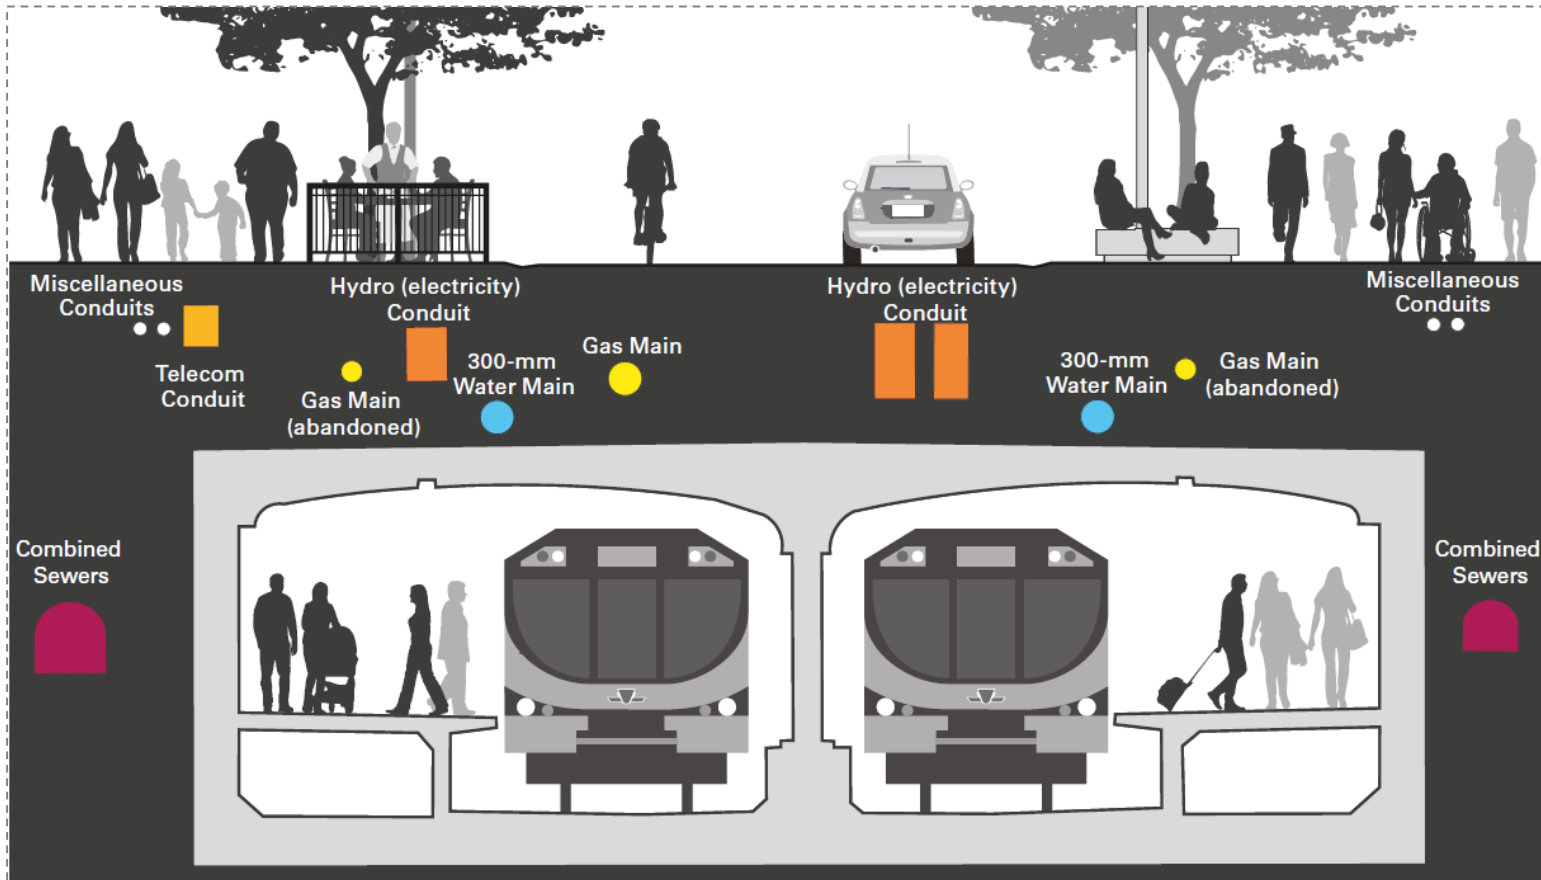 Miscellaneous
Conduits
Telecom
Conduit
Hydro (electricity)
Conduit
Gas Main
(abandoned)
300-mm
Water Main
Gas Main
Hydro (electricity)
Conduit
300-mm
Water Main
Gas Main
(abandoned)
Miscellaneous
Conduits
Combined
Sewers
Combined
Sewers